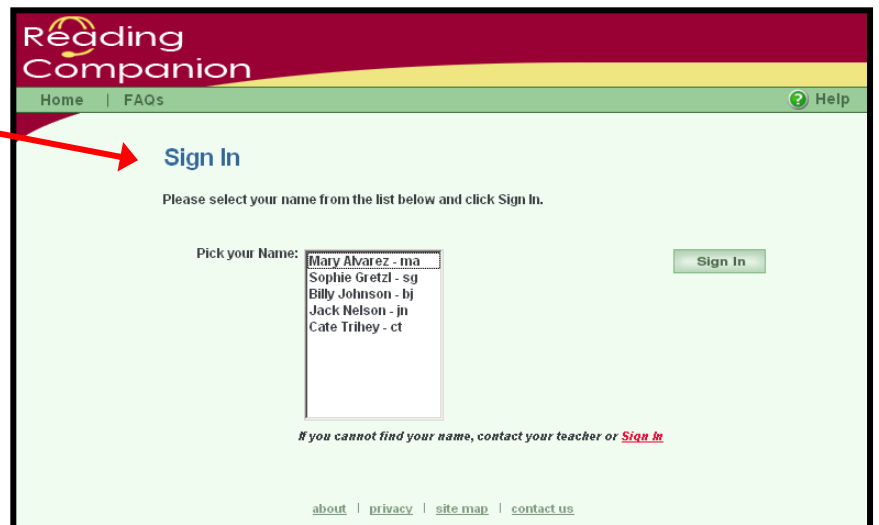 Reading
Companion
Home | FAQs Help
Sign In
Please select your name from the list below and click Sign In.
Pick your Name:
Mary Alvarez - ma
Sophie Gretzl - sg
Billy Johnson - bj
Jack Nelson - jn
Cate Trihey - ct
Sign In
If you cannot find your name, contact your teacher or Sign In
about | privacy | site map | contact us